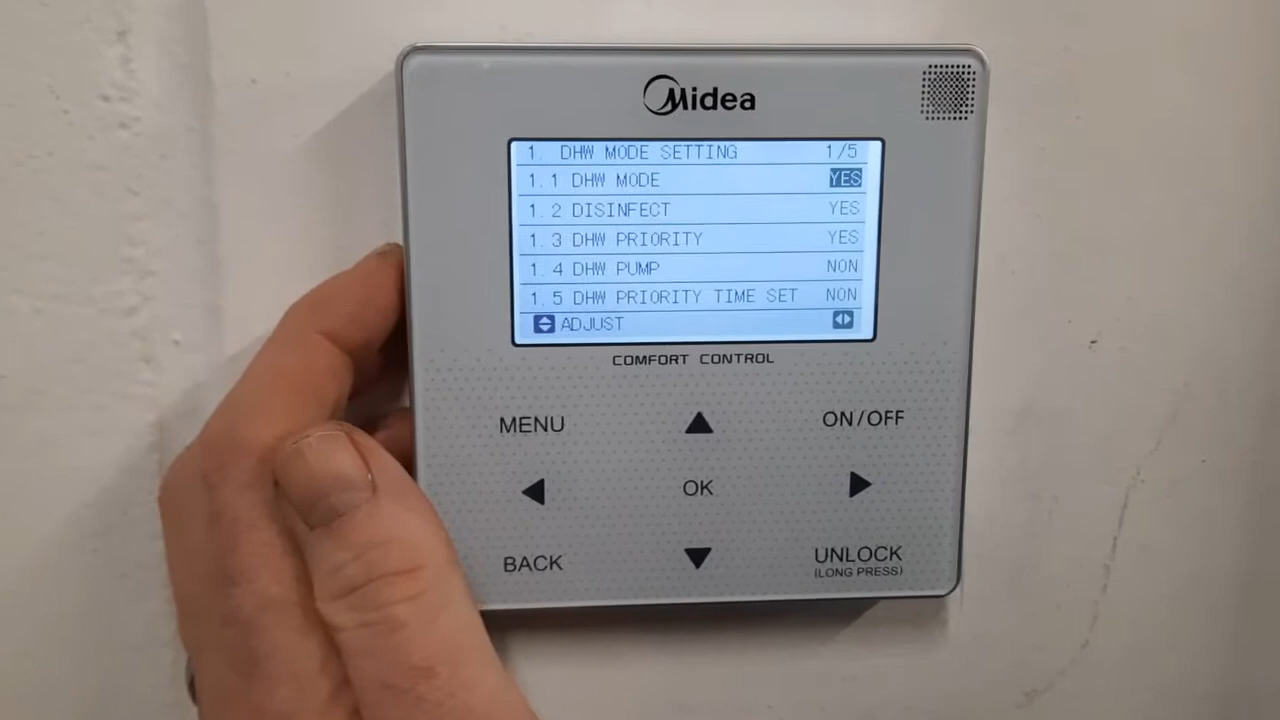 Midea
1. DHW MODE SETTING 1/5
1.1 DHW MODE YES
1.2 DISINFECT YES
1.3 DHW PRIORITY YES
1.4 DHW PUMP NON
1.5 DHW PRIORITY TIME SET NON
ADJUST
COMFORT CONTROL
MENU
ON/OFF
OK
BACK
UNLOCK
(LONG PRESS)